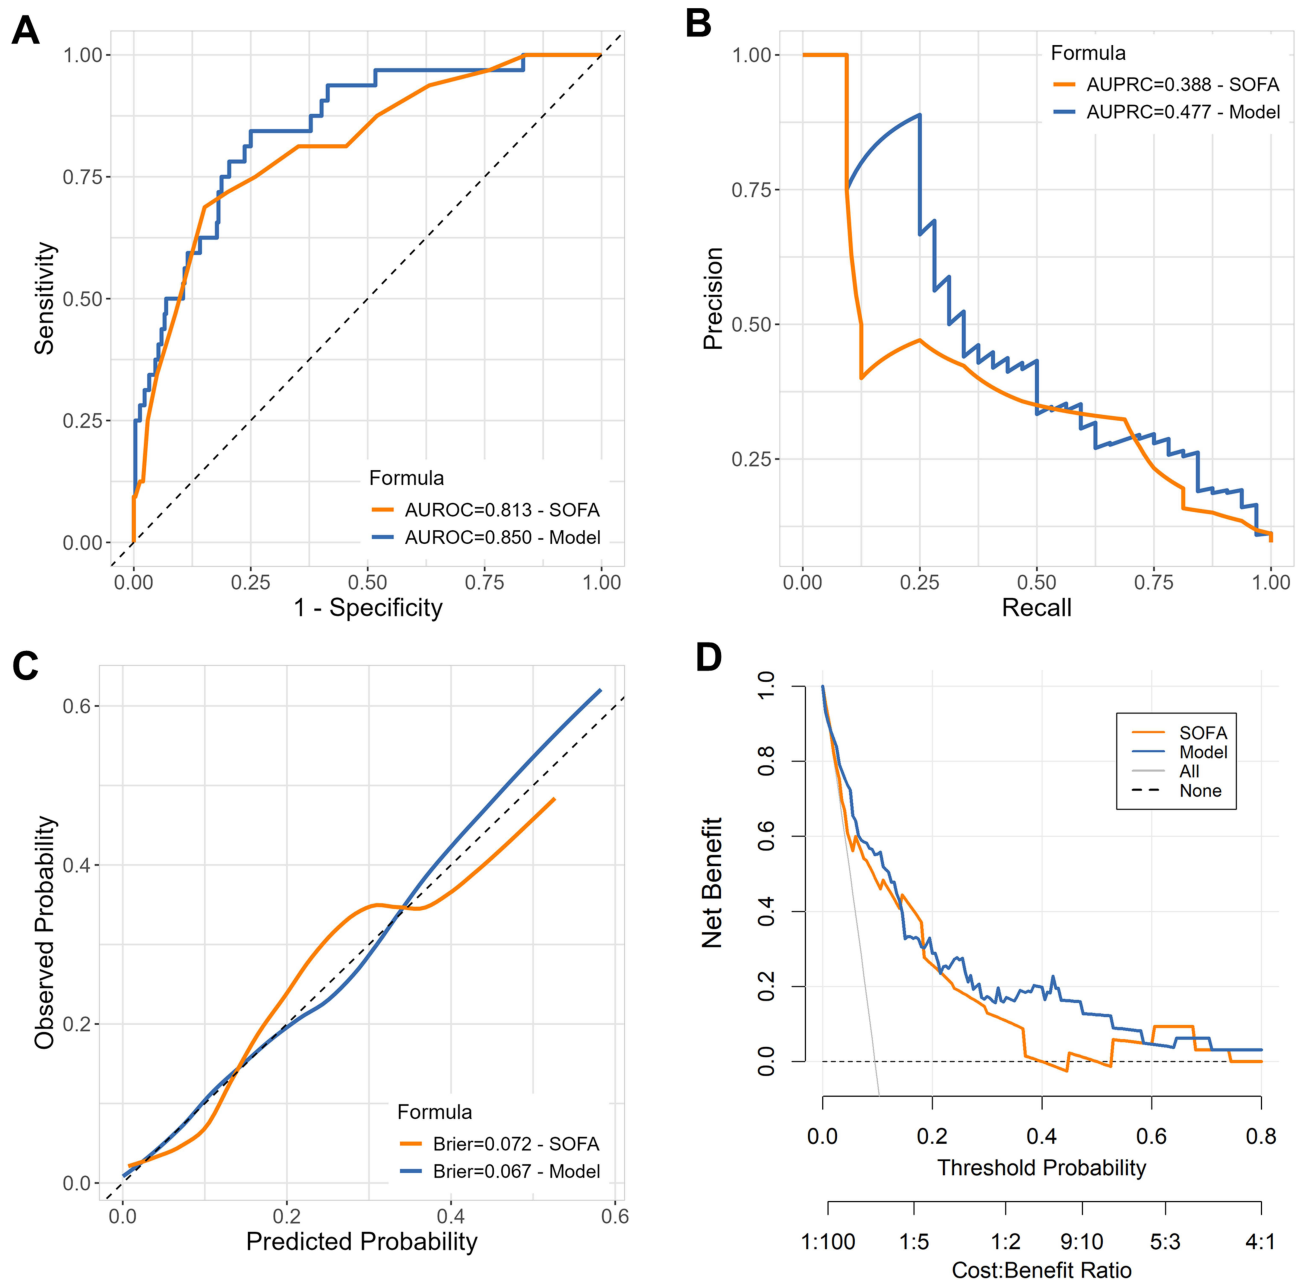 A
1.00
0.75
0.50
0.25
0.00
Sensitivity
Formula
AUROC=0.813 - SOFA
AUROC=0.850 - Model
0.00 0.25 0.50 0.75 1.00
1 - Specificity
B
1.00
0.75
0.50
0.25
Precision
Formula
AUPRC=0.388 - SOFA
AUPRC=0.477 - Model
0.00 0.25 0.50 0.75 1.00
Recall
C
0.6
0.4
0.2
0.0
Observed Probability
Formula
Brier=0.072 - SOFA
Brier=0.067 - Model
0.0 0.2 0.4 0.6
Predicted Probability
D
1.0
0.8
0.6
0.4
0.2
0.0
Net Benefit
SOFA
Model
All
None
0.0 0.2 0.4 0.6 0.8
Threshold Probability
1:100 1:5 1:2 9:10 5:3 4:1
Cost:Benefit Ratio